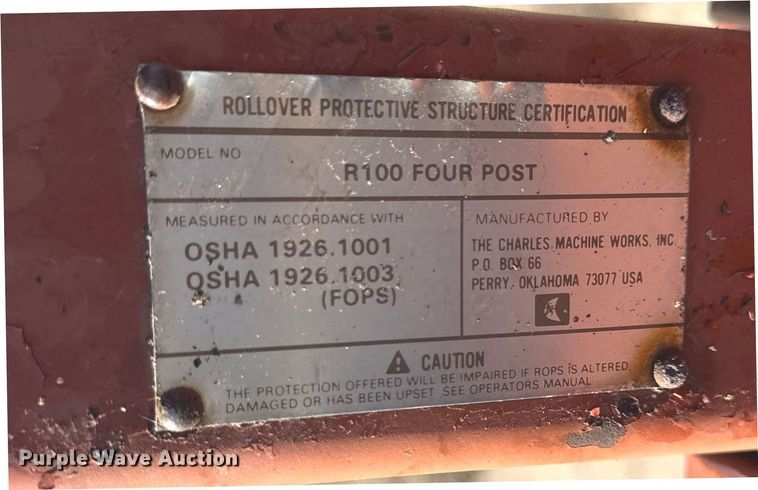 ROLLOVER PROTECTIVE STRUCTURE CERTIFICATION
MODEL NO
R100 FOUR POST
MEASURED IN ACCORDANCE WITH
OSHA 1926.1001
OSHA 1926.1003
(FOPS)
MANUFACTURED BY
THE CHARLES MACHINE WORKS, INC.
P.O. BOX 66
PERRY, OKLAHOMA 73077 USA
CAUTION
THE PROTECTION OFFERED WILL BE IMPAIRED IF ROPS IS ALTERED
DAMAGED OR HAS BEEN UPSET SEE OPERATORS MANUAL
Purple Wave Auction